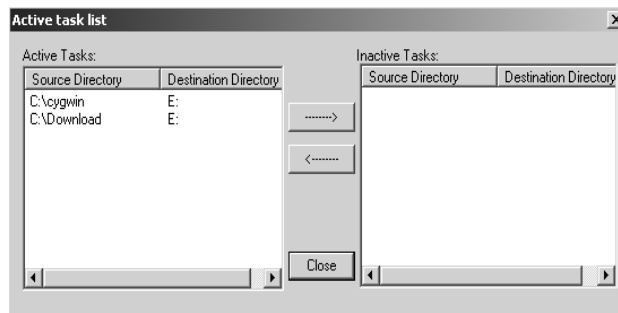 Active task list
Active Tasks:
Source Directory Destination Directory
C:\cygwin E:
C:\Download E:
-------->
<--------
Close
Inactive Tasks:
Source Directory Destination Directory